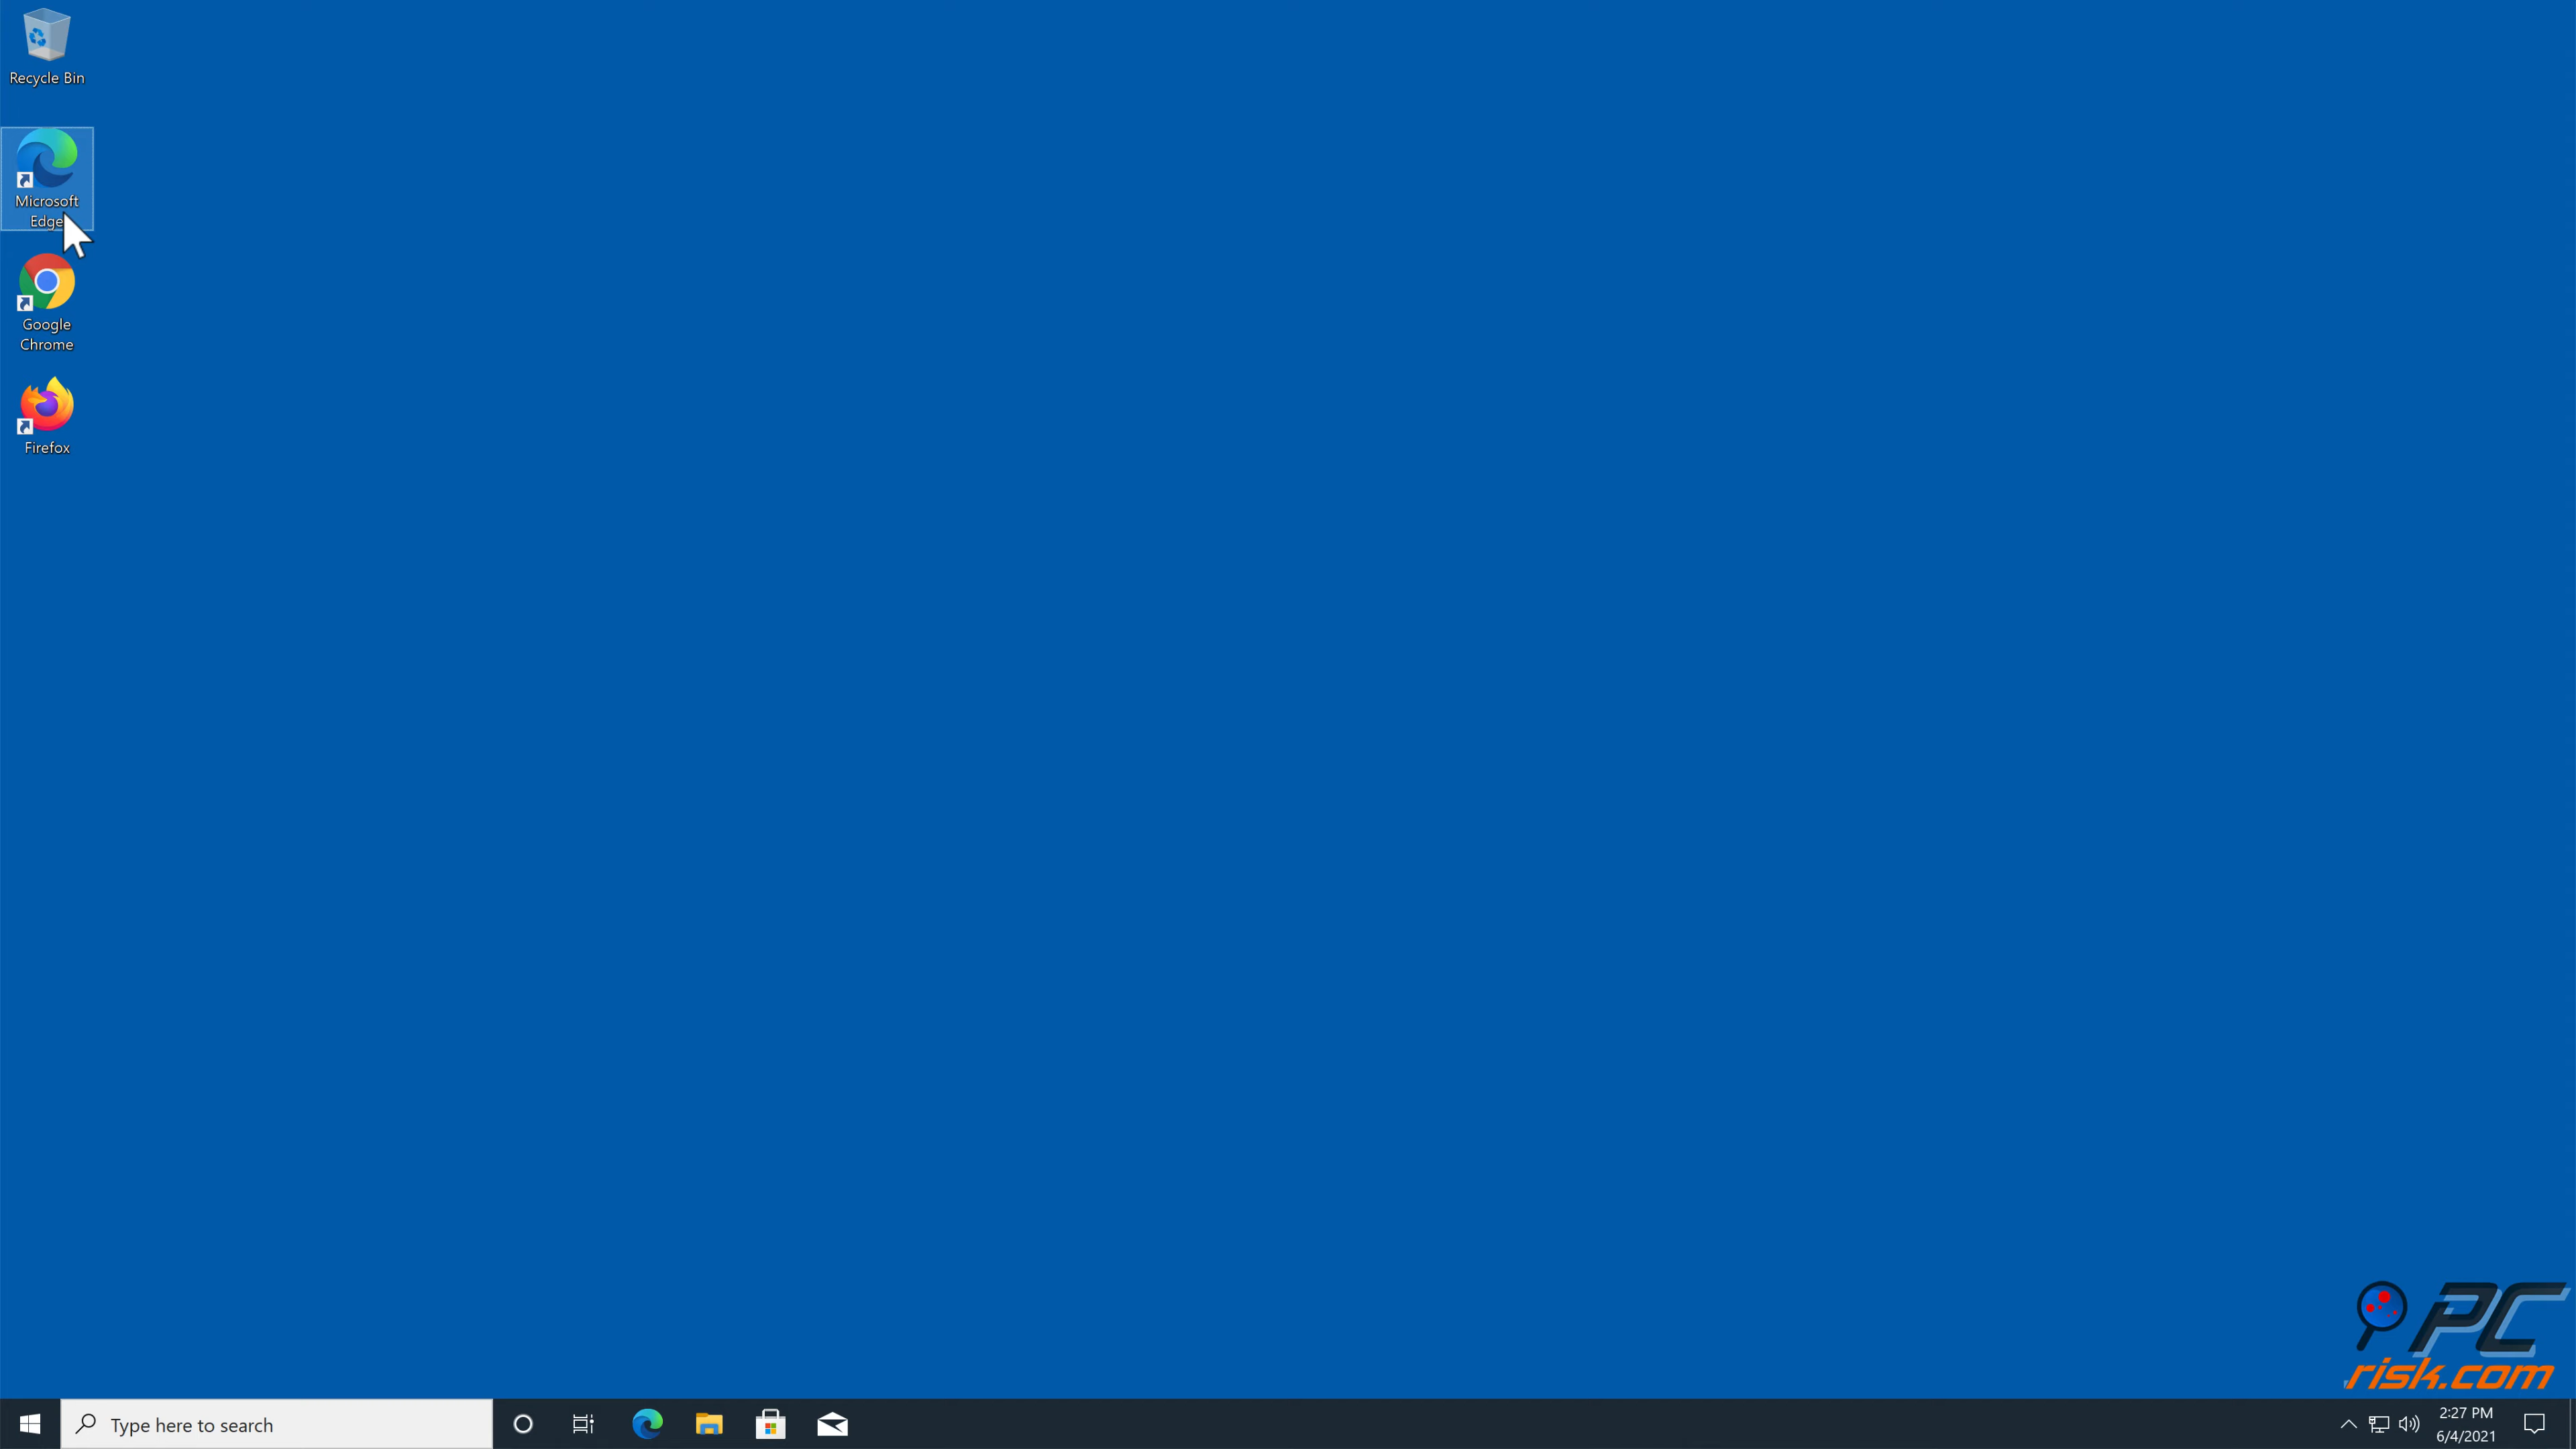 Recycle Bin
Microsoft
Edge
Google
Chrome
Firefox
PC
risk.com
Type here to search
2:27 PM
6/4/2021